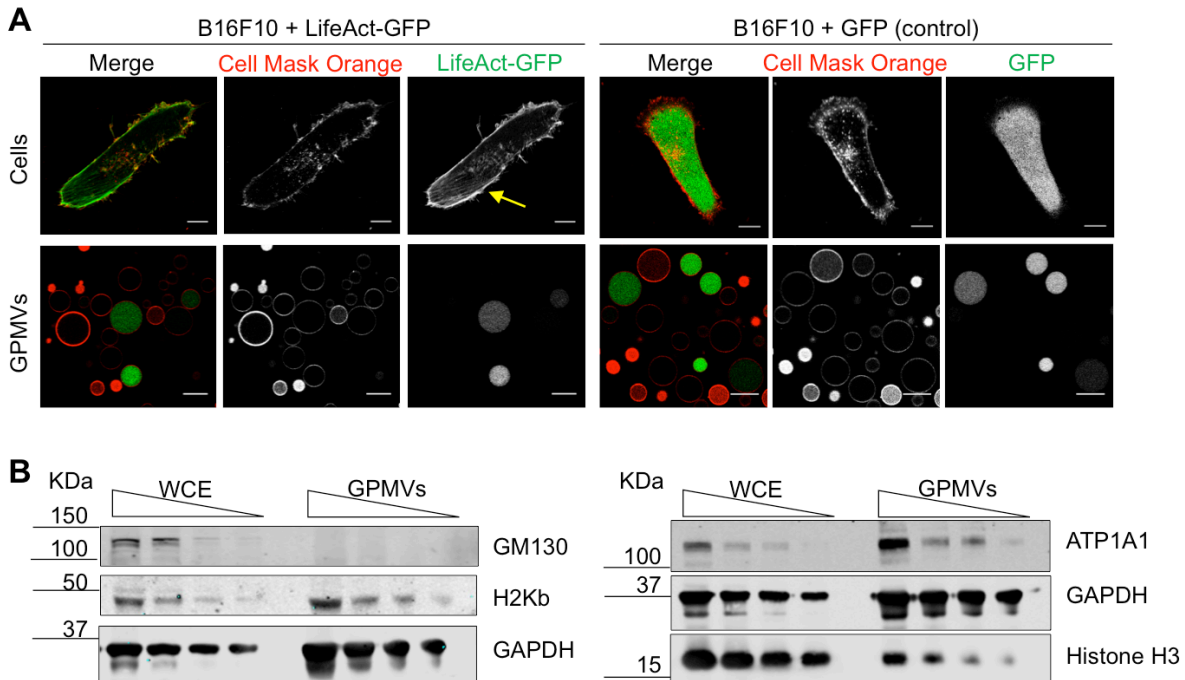 A
B16F10 + LifeAct-GFP
B16F10 + GFP (control)
Merge Cell Mask Orange LifeAct-GFP
Merge Cell Mask Orange GFP
Cells
GPMVs
B
KDa WCE GPMVs
150
100
GM130
50
H2Kb
37
GAPDH
KDa WCE GPMVs
100
ATP1A1
37
GAPDH
15
Histone H3